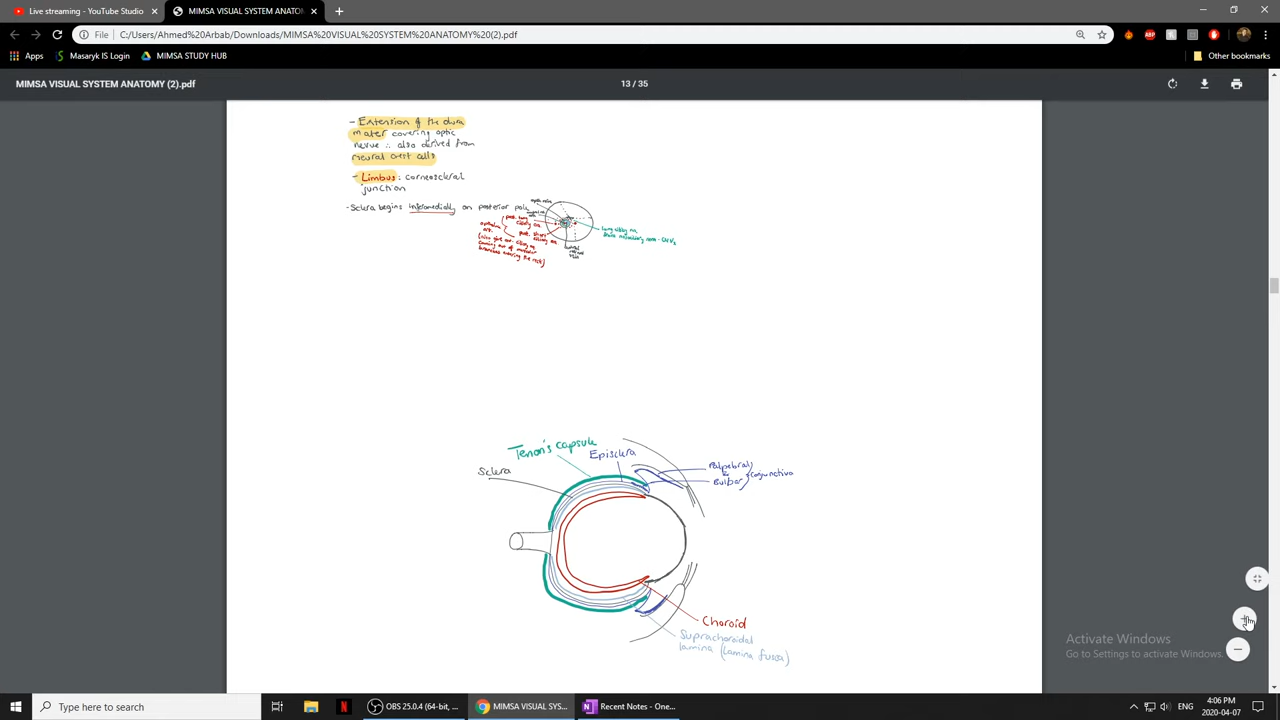 Live streaming - YouTube Studio
MIMSA VISUAL SYSTEM ANATOM
File
C:/Users/Ahmed%20Arbab/Downloads/MIMSA%20VISUAL%20SYSTEM%20ANATOMY%20(2).pdf
ABP
Apps
Masaryk IS Login
MIMSA STUDY HUB
Other bookmarks
MIMSA VISUAL SYSTEM ANATOMY (2).pdf
13 / 35
- Extension of the dura
mater covering optic
nerve ∴ also derived from
neural crest cells
- Limbus: corneoscleral
junction
- Sclera begins inferomedially on posterior pole
Tenon's capsule
Episclera
Sclera
Palpebral
Bulbar
Conjunctiva
Choroid
Suprachoroidal
lamina (Lamina fusca)
Activate Windows
Go to Settings to activate Windows.
Type here to search
N
OBS 25.0.4 (64-bit, ...
MIMSA VISUAL SYS...
Recent Notes - One...
ENG
4:06 PM
2020-04-07